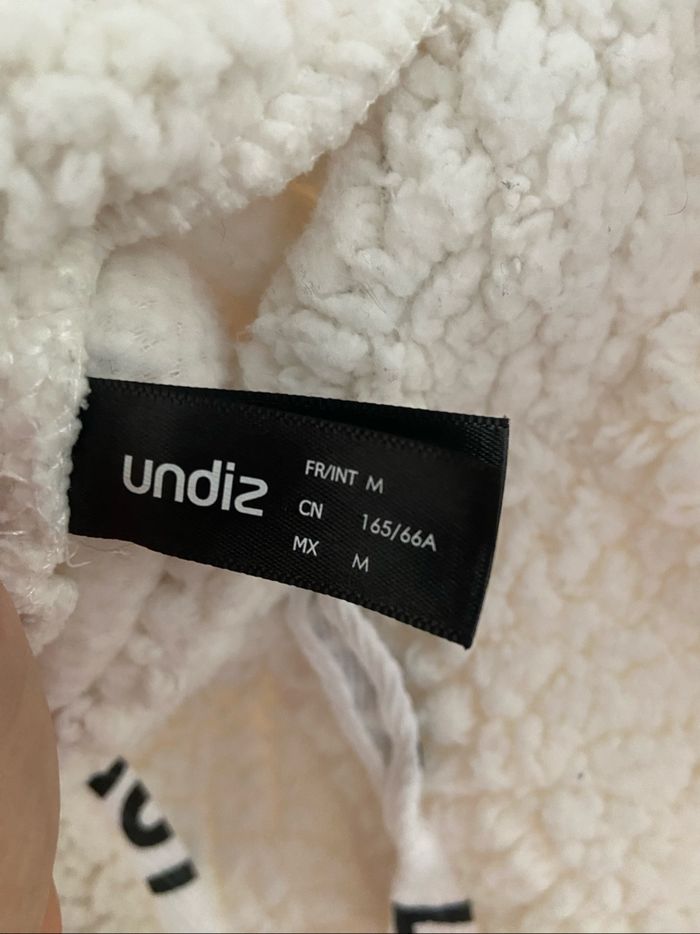 undiz
FR/INT M
CN 165/66A
MX M